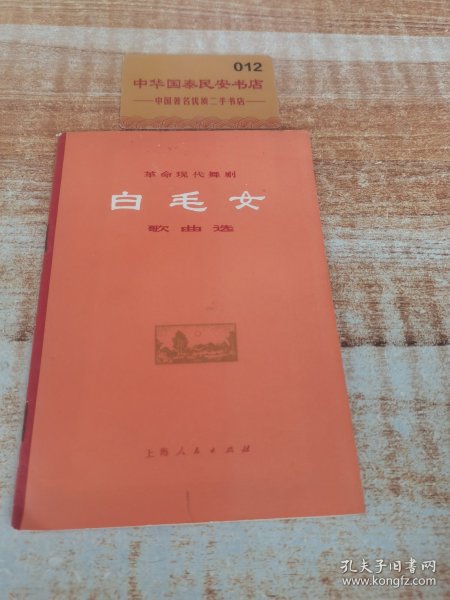 012
中华国泰民安书店
——中国著名优质二手书店——
革命现代舞剧
白毛女
歌曲选
上海人民出版社
孔夫子旧书网
www.kongfz.com